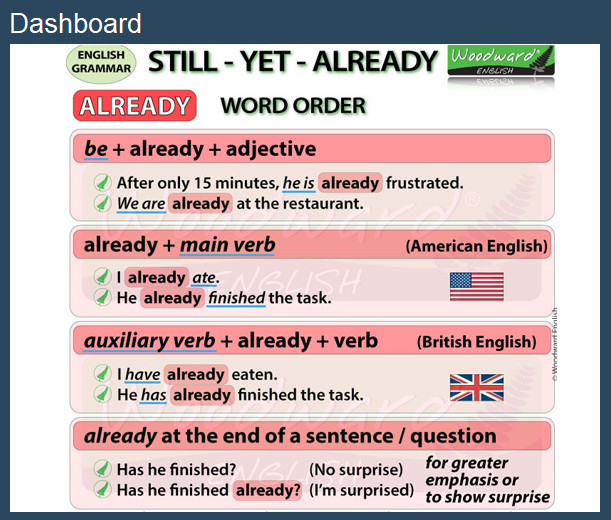 Dashboard
ENGLISH
GRAMMAR
STILL - YET - ALREADY
Woodward®
ENGLISH
ALREADY WORD ORDER
be + already + adjective
After only 15 minutes, he is already frustrated.
We are already at the restaurant.
already + main verb (American English)
I already ate.
He already finished the task.
auxiliary verb + already + verb (British English)
I have already eaten.
He has already finished the task.
already at the end of a sentence / question
Has he finished? (No surprise)
Has he finished already? (I'm surprised)
for greater
emphasis or
to show surprise
© Woodward English
Woodward®
ENGLISH